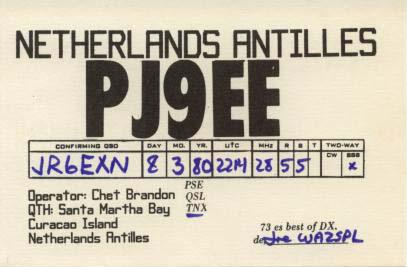 NETHERLANDS ANTILLES
PJ9EE
CONFIRMING QSO DAY MO. YR. UTC MHz R S T TWO-WAY
CW SSB
JR6EXN 8 3 80 2214 28 5 5 x
PSE
Operator: Chet Brandon QSL
QTH: Santa Martha Bay TNX
Curacao Island
Netherlands Antilles
73 es best of DX.
de Joe WA2SPL